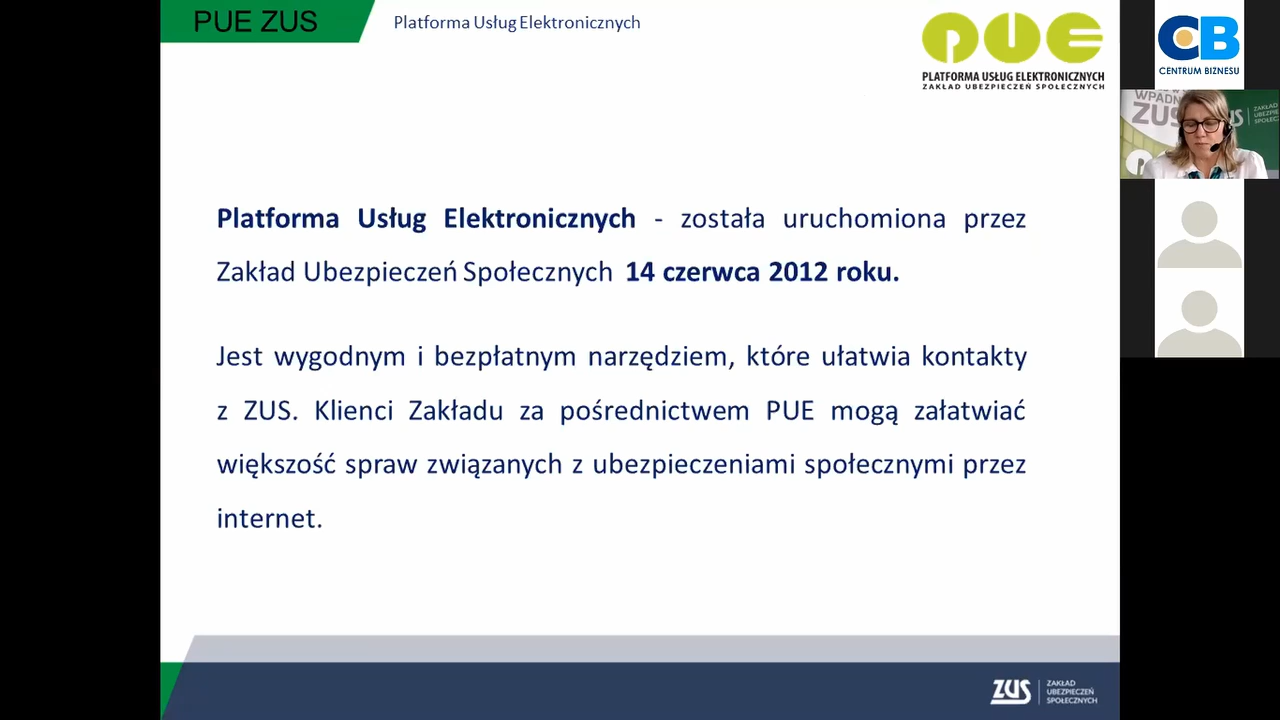 PUE ZUS
Platforma Usług Elektronicznych
PUE
PLATFORMA USŁUG ELEKTRONICZNYCH
ZAKŁAD UBEZPIECZEŃ SPOŁECZNYCH
CB
CENTRUM BIZNESU
WPADN
ZUS
Platforma Usług Elektronicznych - została uruchomiona przez
Zakład Ubezpieczeń Społecznych 14 czerwca 2012 roku.
Jest wygodnym i bezpłatnym narzędziem, które ułatwia kontakty
z ZUS. Klienci Zakładu za pośrednictwem PUE mogą załatwiać
większość spraw związanych z ubezpieczeniami społecznymi przez
internet.
ZUS
ZAKŁAD
UBEZPIECZEŃ
SPOŁECZNYCH